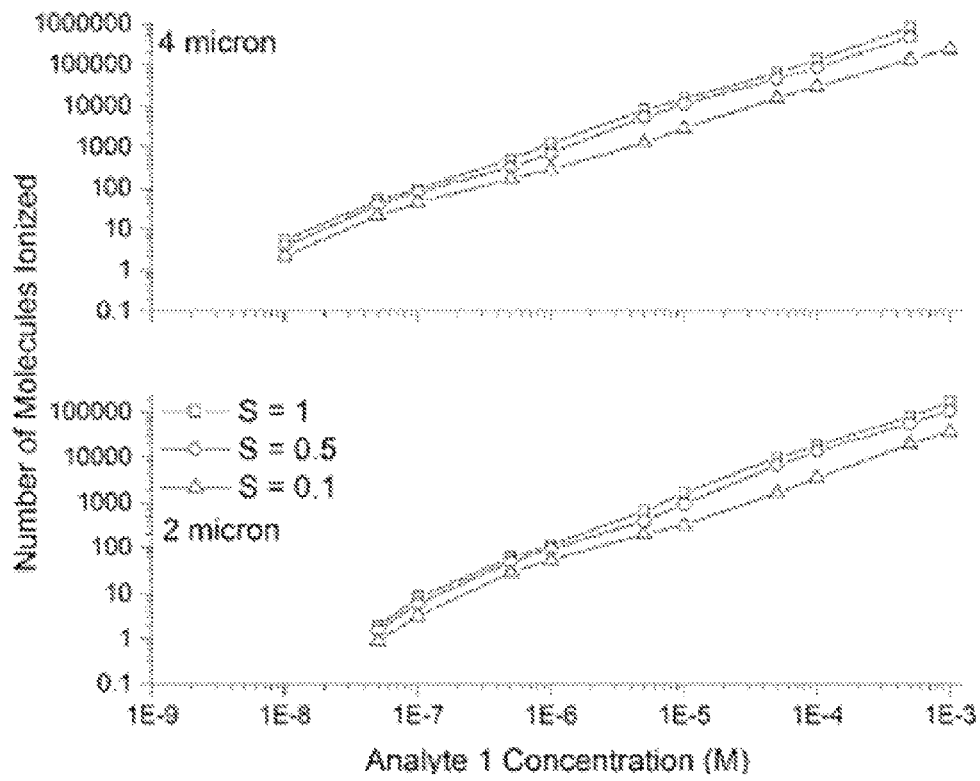 Number of Molecules Ionized
1000000
4 micron
100000
10000
1000
100
10
1
0.1
100000
10000
1000
100
10
1
0.1
S = 1
S = 0.5
S = 0.1
2 micron
1E-9
1E-8
1E-7
1E-6
1E-5
1E-4
1E-3
Analyte 1 Concentration (M)